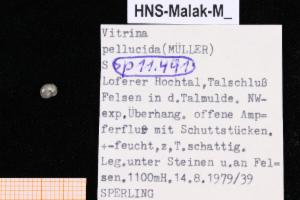 HNS-Malak-M_
Vitrina
pellucida(MÜLLER)
S p11.441
Loferer Hochtal,Talschluß
Felsen in d.Talmulde. NW-
exp,Überhang. offene Amp-
ferflur mit Schuttstücken.
+-feucht,z,T.schattig.
Leg.unter Steinen u.an Fel-
sen.1100mH.14.8.1979/39
SPERLING